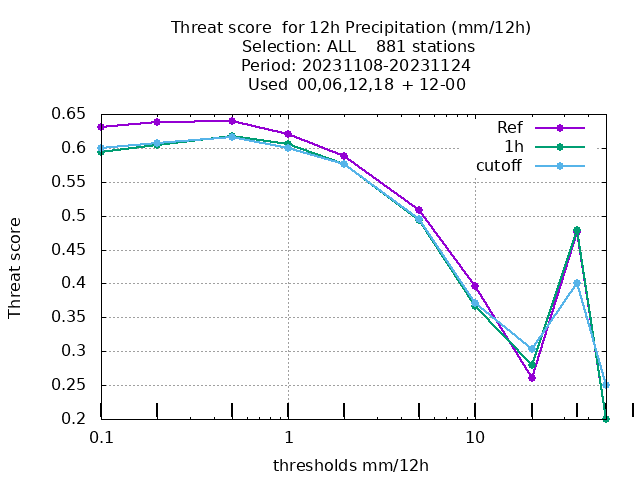 Threat score  for 12h Precipitation (mm/12h)
Selection: ALL    881 stations
Period: 20231108-20231124
Used 00,06,12,18 + 12-00
Ref
1h
cutoff
0.65
0.6
0.55
0.5
0.45
0.4
0.35
0.3
0.25
0.2
Threat score
0.1
1
10
thresholds mm/12h